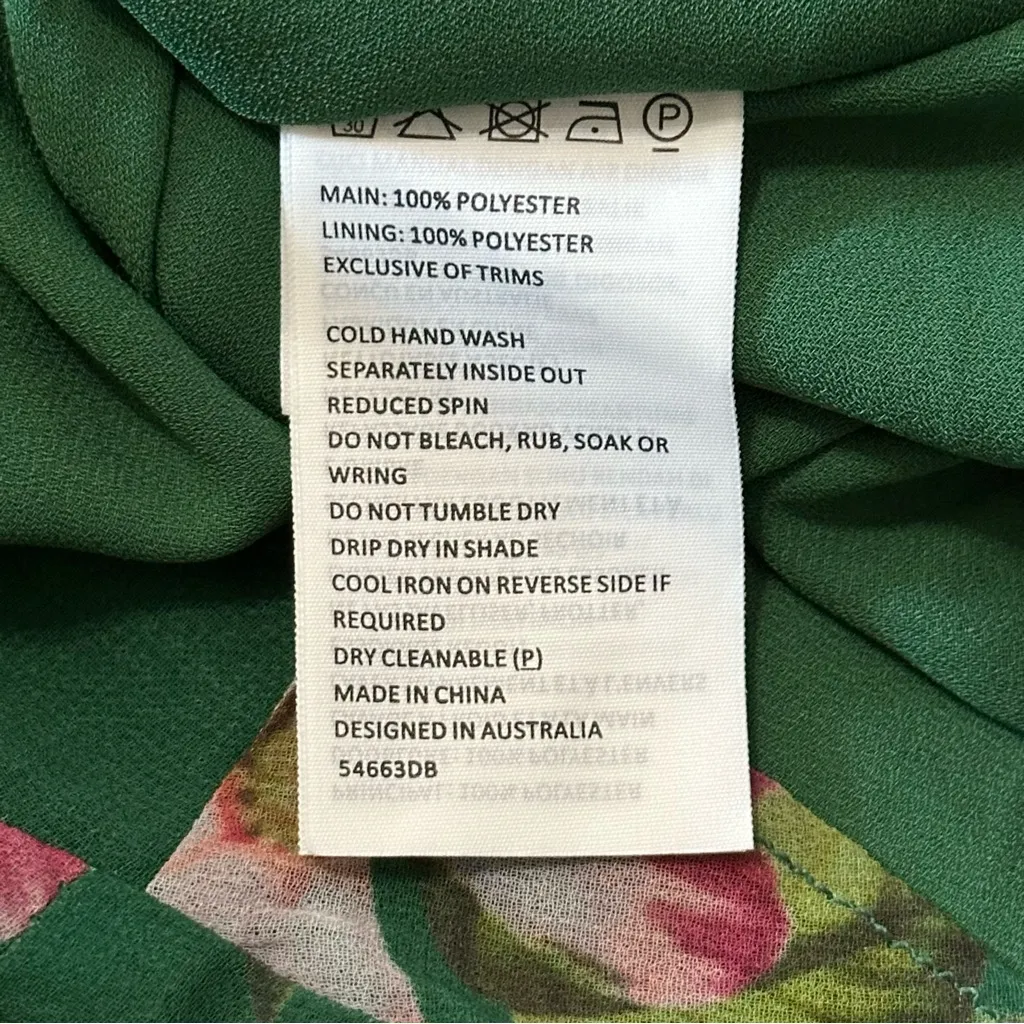 30 P
MAIN: 100% POLYESTER
LINING: 100% POLYESTER
EXCLUSIVE OF TRIMS
COLD HAND WASH
SEPARATELY INSIDE OUT
REDUCED SPIN
DO NOT BLEACH, RUB, SOAK OR
WRING
DO NOT TUMBLE DRY
DRIP DRY IN SHADE
COOL IRON ON REVERSE SIDE IF
REQUIRED
DRY CLEANABLE (P)
MADE IN CHINA
DESIGNED IN AUSTRALIA
54663DB